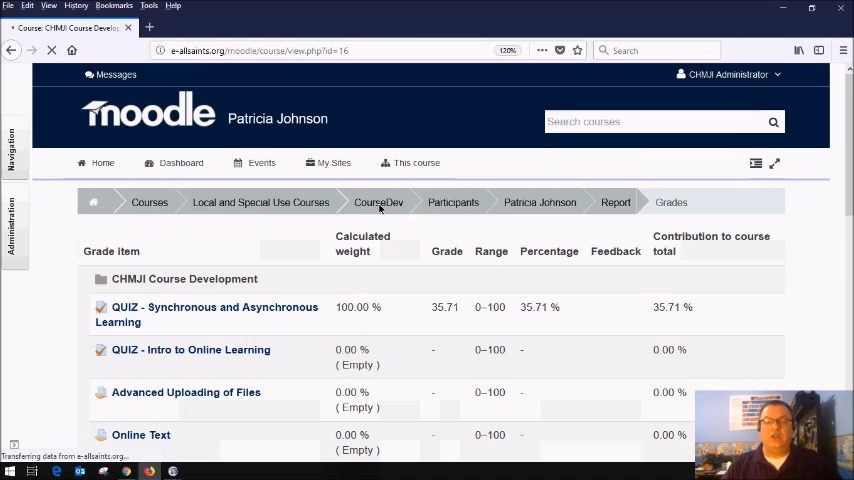 File Edit View History Bookmarks Tools Help
Course: CHMJI Course Develop
e-allsaints.org/moodle/course/view.php?id=16 120% Search
Messages CHMJI Administrator
moodle Patricia Johnson Search courses
Navigation
Home Dashboard Events My Sites This course
Administration
Courses Local and Special Use Courses CourseDev Participants Patricia Johnson Report Grades
Grade item Calculated weight Grade Range Percentage Feedback Contribution to course total
CHMJI Course Development
QUIZ - Synchronous and Asynchronous Learning 100.00 % 35.71 0–100 35.71 % 35.71 %
QUIZ - Intro to Online Learning 0.00 % ( Empty ) - 0–100 - 0.00 %
Advanced Uploading of Files 0.00 % ( Empty ) - 0–100 - 0.00 %
Online Text 0.00 % ( Empty ) - 0–100 - 0.00 %
Transferring data from e-allsaints.org...